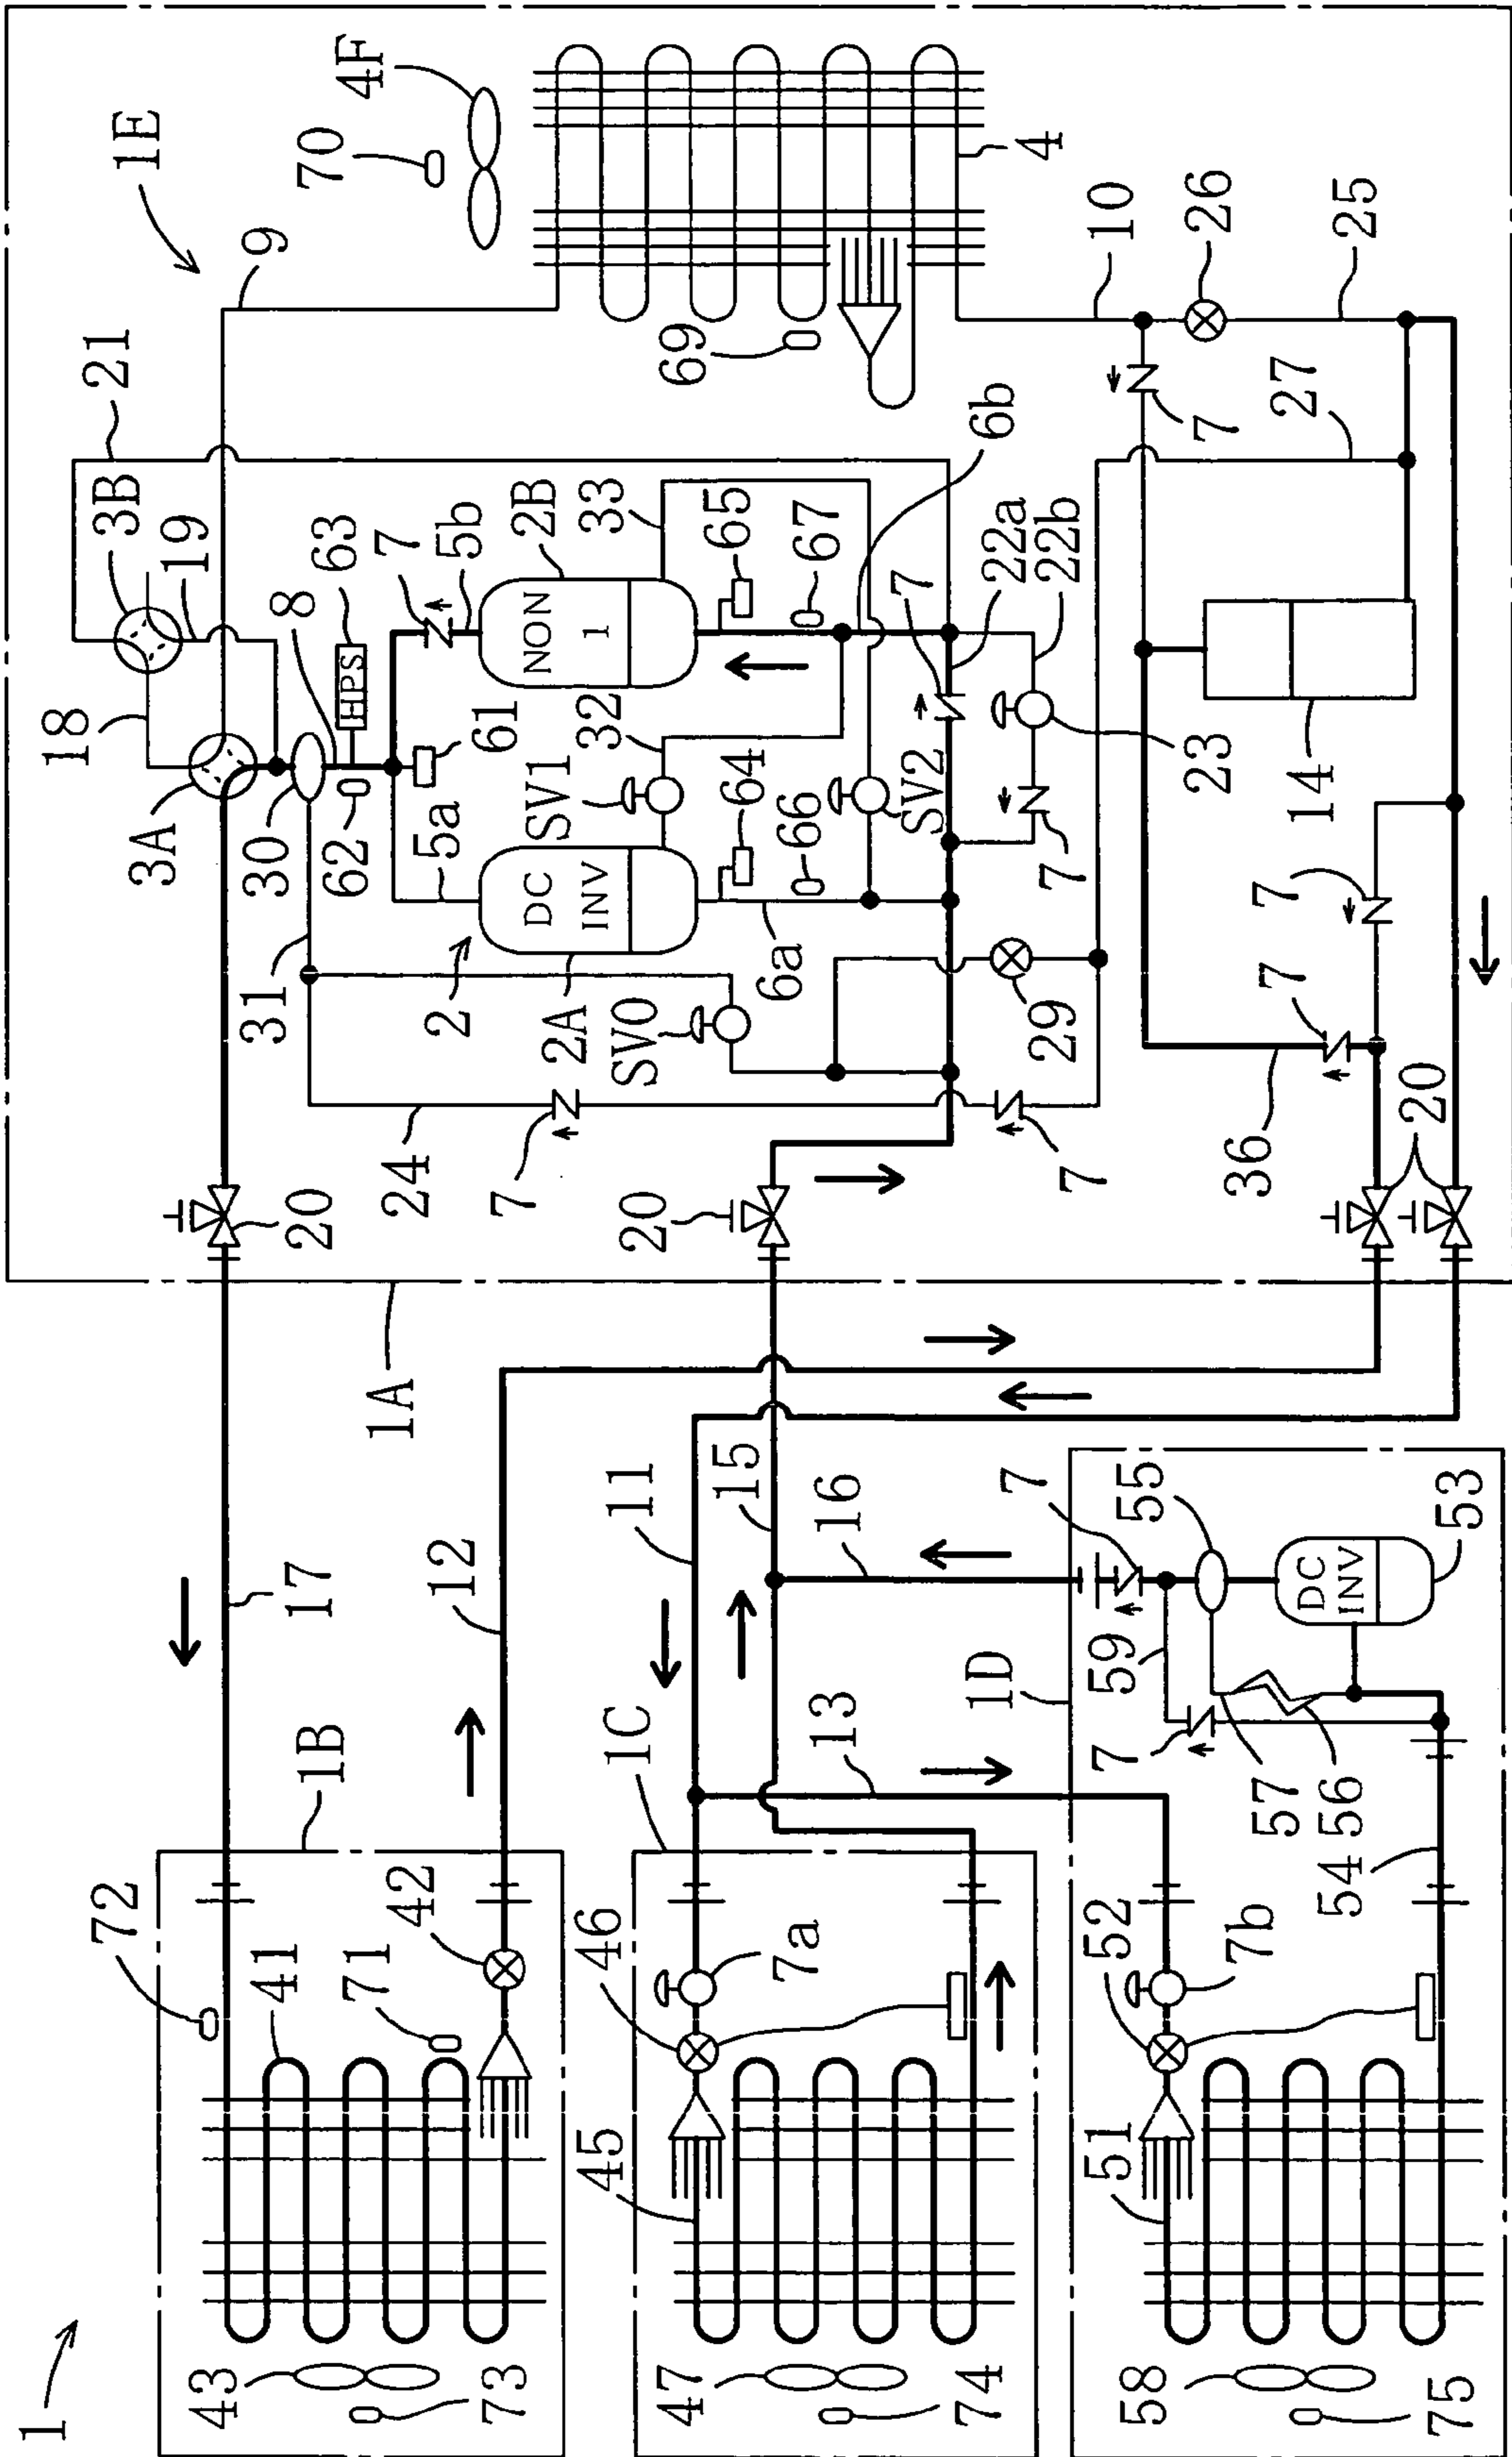 1
72
18
3B
21
1E
3A
43
41
17
1B
20
24
31
30
8
19
9
71
1A
62
HPS
63
70
4F
73
42
12
7
2
5a
7
5b
DC
INV
SV1
NON
1
2A
2B
45
46
1C
11
SV0
61
32
33
47
7a
15
20
6a
64
66
65
67
69
74
13
16
SV2
7
6b
22a
22b
1D
29
7
23
4
51
52
59
7
7
10
58
7b
7
55
36
7
7
14
7
26
57
56
DC
INV
54
53
20
27
25
75